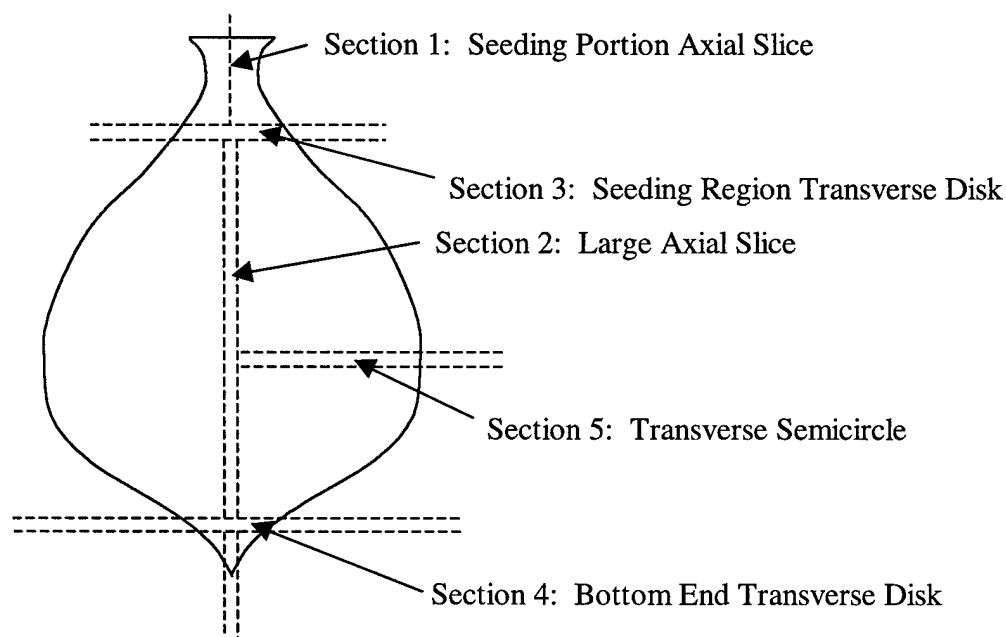 Section 1: Seeding Portion Axial Slice
Section 3: Seeding Region Transverse Disk
Section 2: Large Axial Slice
Section 5: Transverse Semicircle
Section 4: Bottom End Transverse Disk